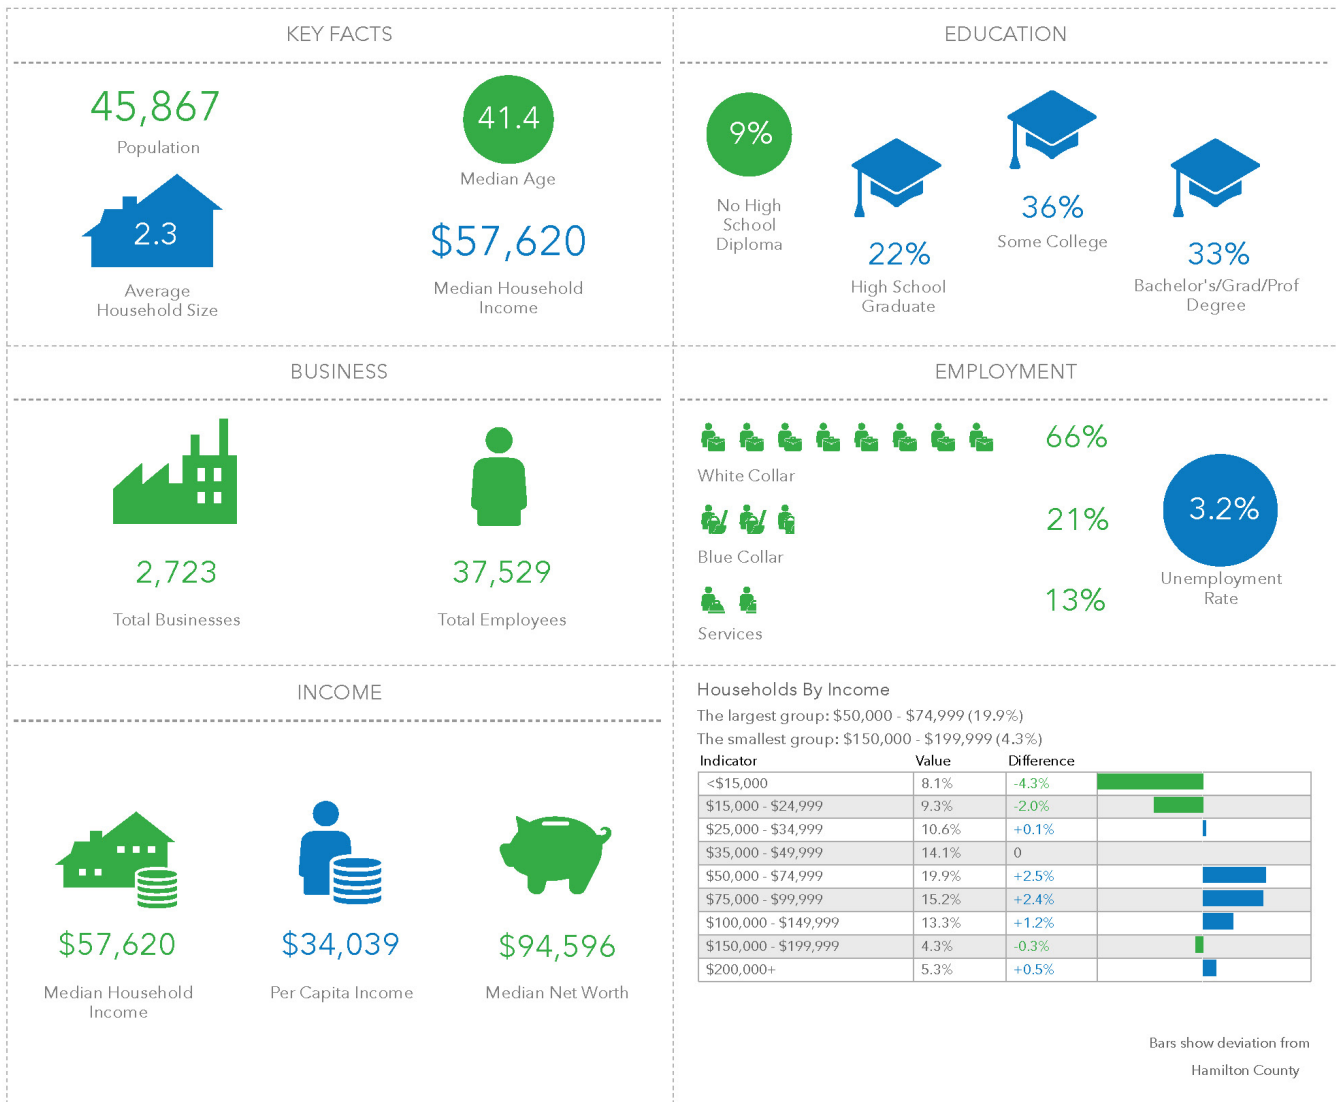 KEY FACTS
45,867
Population
41.4
Median Age
2.3
Average
Household Size
$57,620
Median Household
Income
EDUCATION
9%
No High
School
Diploma
22%
High School
Graduate
36%
Some College
33%
Bachelor's/Grad/Prof
Degree
BUSINESS
2,723
Total Businesses
37,529
Total Employees
EMPLOYMENT
66%
White Collar
21%
Blue Collar
13%
Services
3.2%
Unemployment
Rate
INCOME
$57,620
Median Household
Income
$34,039
Per Capita Income
$94,596
Median Net Worth
Households By Income
The largest group: $50,000 - $74,999 (19.9%)
The smallest group: $150,000 - $199,999 (4.3%)
Indicator Value Difference
<$15,000 8.1% -4.3%
$15,000 - $24,999 9.3% -2.0%
$25,000 - $34,999 10.6% +0.1%
$35,000 - $49,999 14.1% 0
$50,000 - $74,999 19.9% +2.5%
$75,000 - $99,999 15.2% +2.4%
$100,000 - $149,999 13.3% +1.2%
$150,000 - $199,999 4.3% -0.3%
$200,000+ 5.3% +0.5%
Bars show deviation from
Hamilton County